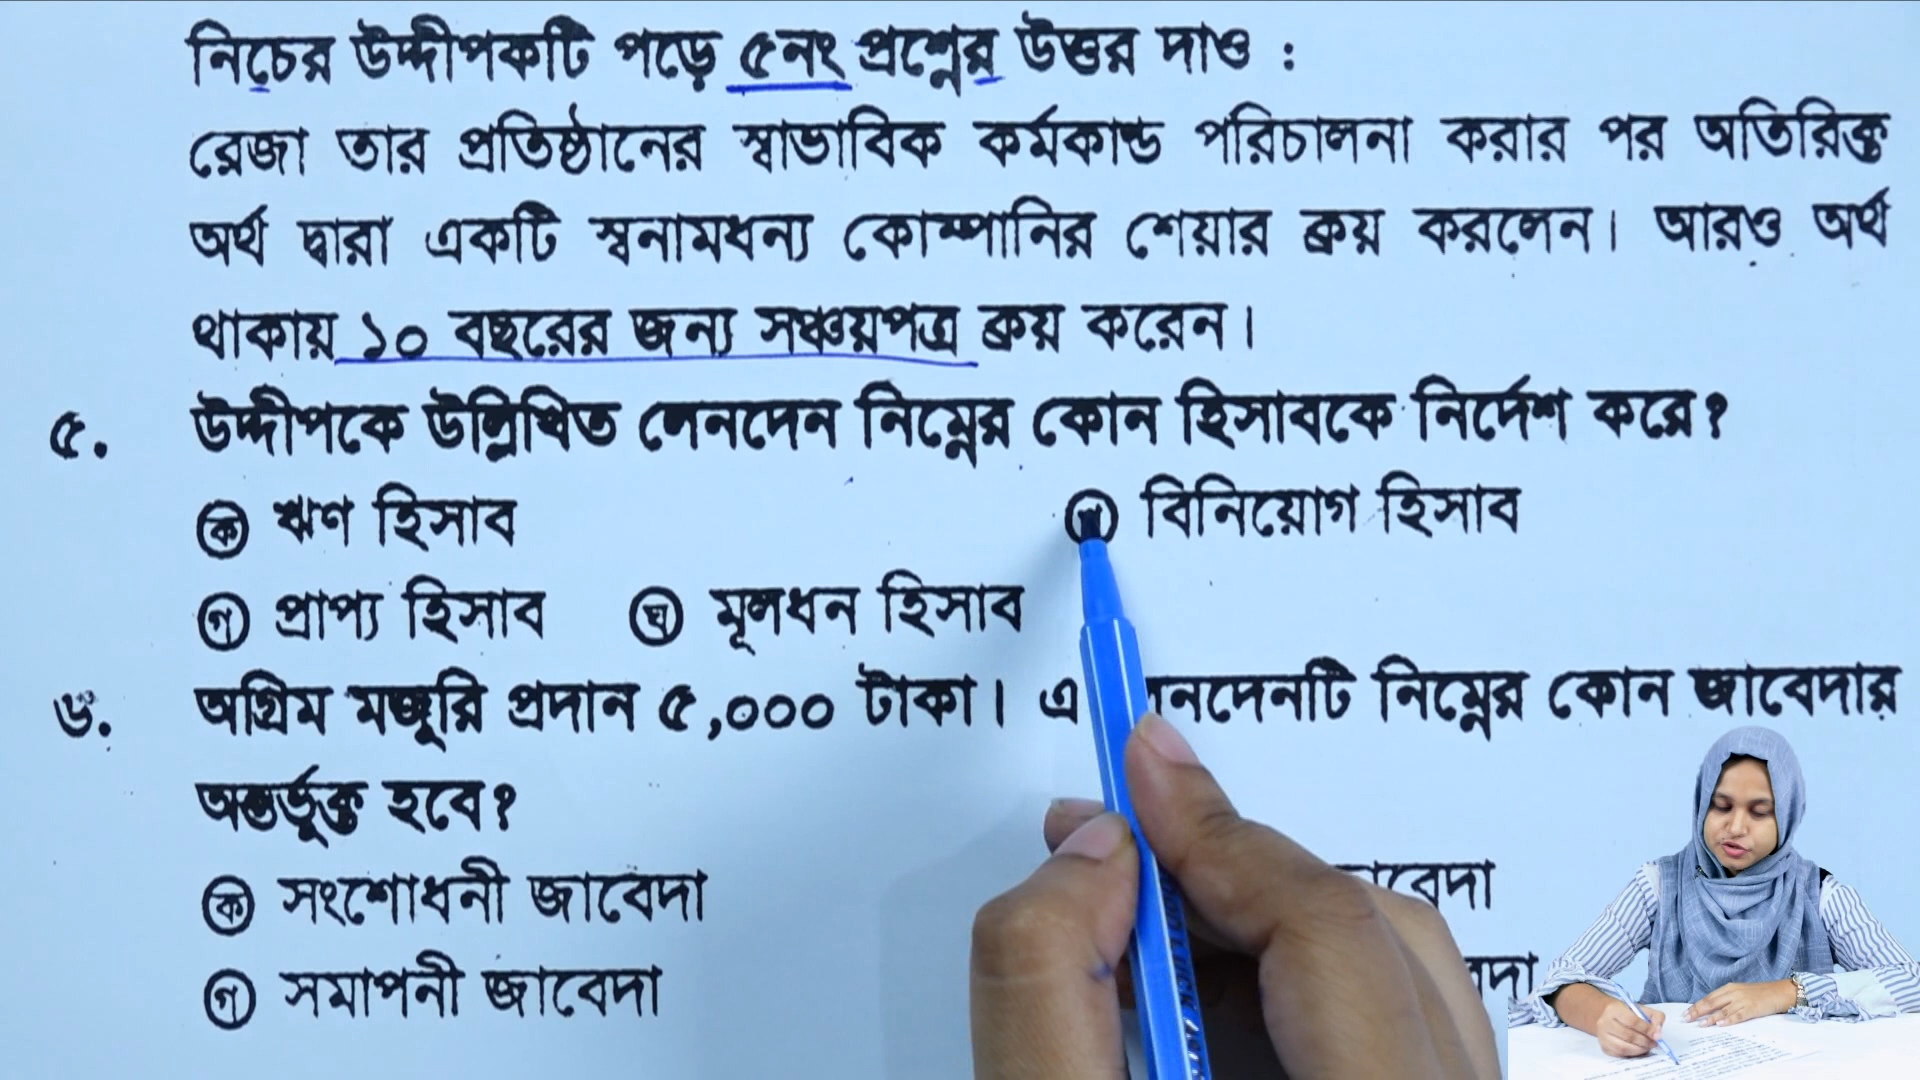 নিচের উদ্দীপকটি পড়ে ৫নং প্রশ্নের উত্তর দাও :
রেজা তার প্রতিষ্ঠানের স্বাভাবিক কর্মকান্ড পরিচালনা করার পর অতিরিক্ত
অর্থ দ্বারা একটি স্বনামধন্য কোম্পানির শেয়ার ক্রয় করলেন। আরও অর্থ
থাকায় ১০ বছরের জন্য সঞ্চয়পত্র ক্রয় করেন।
৫. উদ্দীপকে উল্লিখিত লেনদেন নিম্নের কোন হিসাবকে নির্দেশ করে?
ক ঋণ হিসাব খ বিনিয়োগ হিসাব
গ প্রাপ্য হিসাব ঘ মূলধন হিসাব
৬. অগ্রিম মজুরি প্রদান ৫,০০০ টাকা। এ নদেনটি নিম্নের কোন জাবেদার
অন্তর্ভুক্ত হবে?
ক সংশোধনী জাবেদা জাবেদা
গ সমাপনী জাবেদা